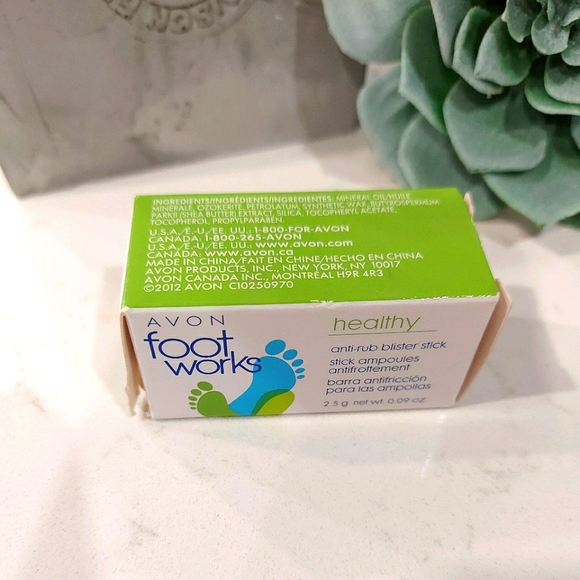 INGREDIENTS/INGRÉDIENTS/INGREDIENTES: MINERAL OIL/HUILE
MINERALE, OZOKERITE, PETROLATUM, SYNTHETIC WAX, BUTYROSPERMUM
PARKII (SHEA BUTTER) EXTRACT, SILICA, TOCOPHERYL ACETATE,
TOCOPHEROL, PROPYLPARABEN.
U.S.A./É.-U./EE. UU.: 1-800-FOR-AVON
CANADA: 1-800-265-AVON
U.S.A./É.-U./EE. UU.: www.avon.com
CANADA: www.avon.ca
MADE IN CHINA/FAIT EN CHINE/HECHO EN CHINA
AVON PRODUCTS, INC., NEW YORK, NY 10017
AVON CANADA INC., MONTRÉAL H9R 4R3
©2012 AVON CI0250970
AVON
foot
works
healthy
anti-rub blister stick
stick ampoules
antifrottement
barra antifricción
para las ampollas
2.5 g net wt. 0.09 oz.